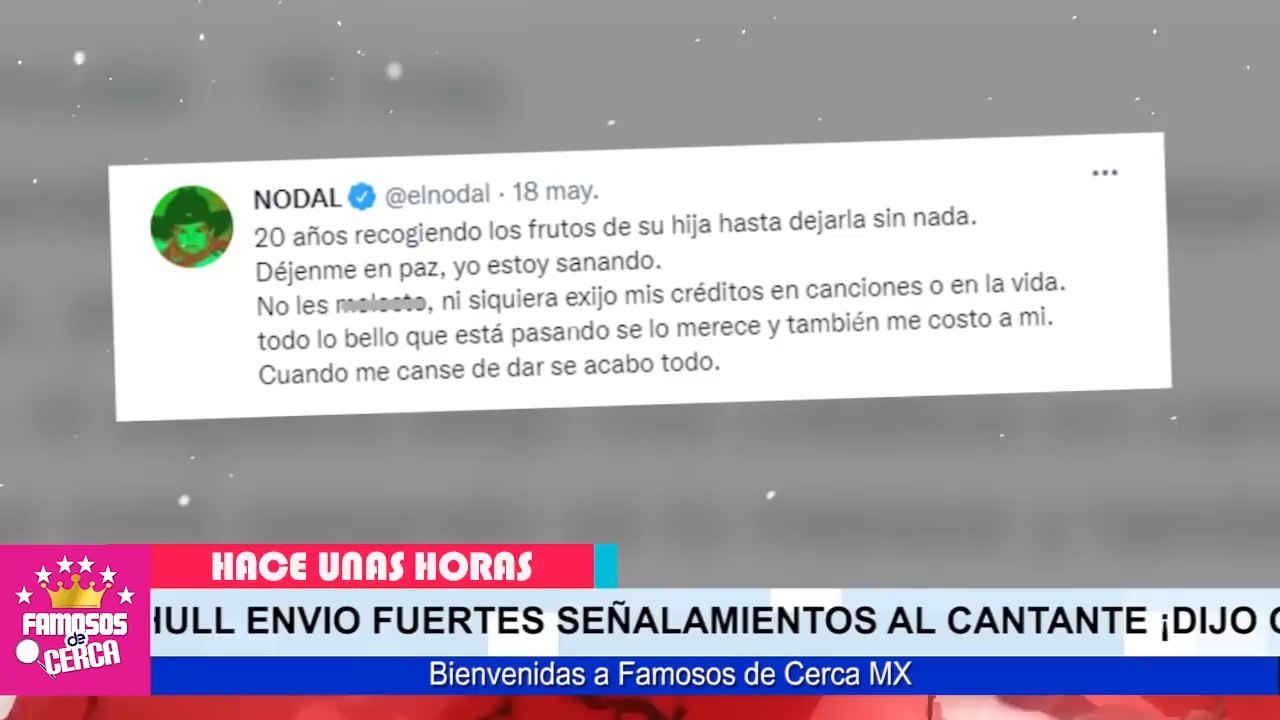 NODAL @elnodal · 18 may.
20 años recogiendo los frutos de su hija hasta dejarla sin nada.
Déjenme en paz, yo estoy sanando.
No les molesto, ni siquiera exijo mis créditos en canciones o en la vida.
todo lo bello que está pasando se lo merece y también me costo a mi.
Cuando me canse de dar se acabo todo.
HACE UNAS HORAS
HULL ENVIO FUERTES SEÑALAMIENTOS AL CANTANTE ¡DIJO
FAMOSOS
de
CERCA
Bienvenidas a Famosos de Cerca MX